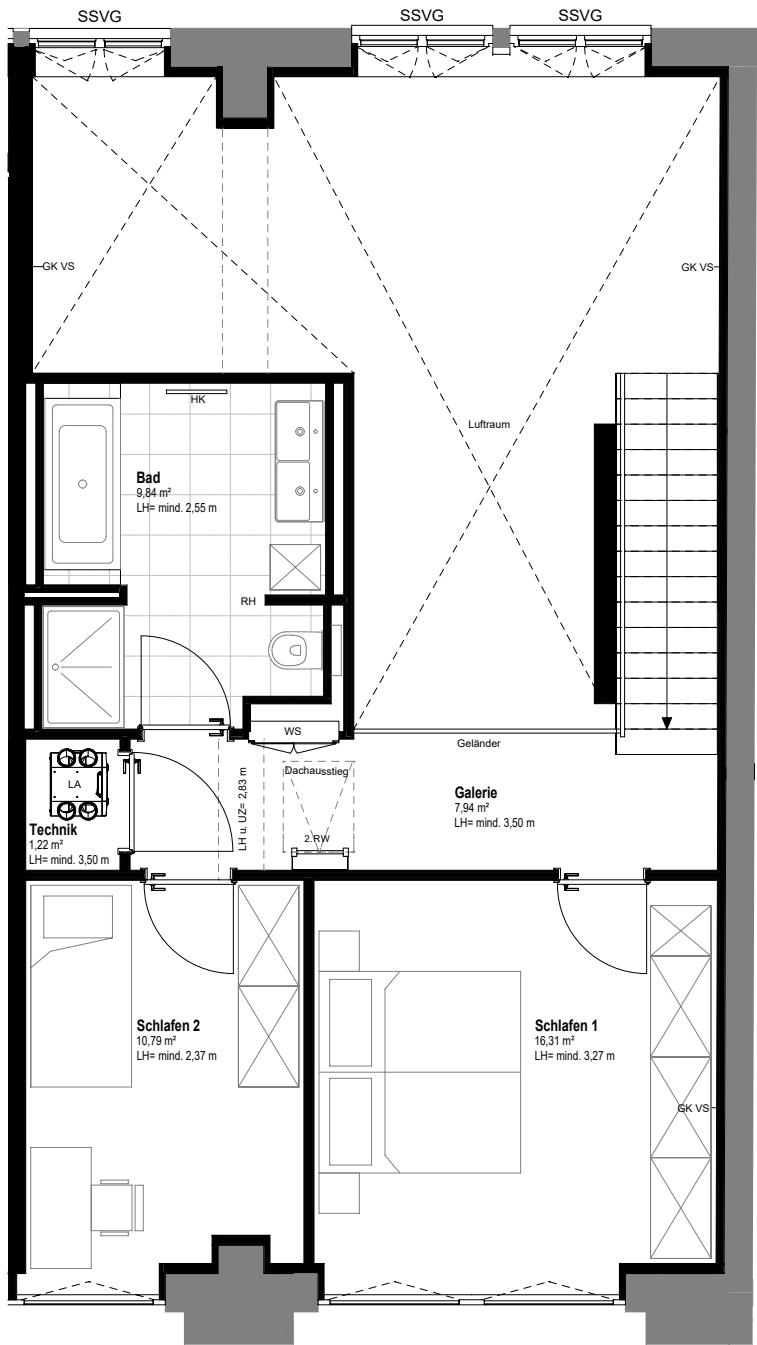 SSVG
SSVG
SSVG
GK VS
GK VS
HK
Luftraum
Bad
9,84 m²
LH= mind. 2,55 m
RH
WS
Geländer
Dachausstieg
LH u. UZ= 2,83 m
LA
Galerie
7,94 m²
LH= mind. 3,50 m
Technik
1,22 m²
LH= mind. 3,50 m
2.RW
Schlafen 2
10,79 m²
LH= mind. 2,37 m
Schlafen 1
16,31 m²
LH= mind. 3,27 m
GK VS